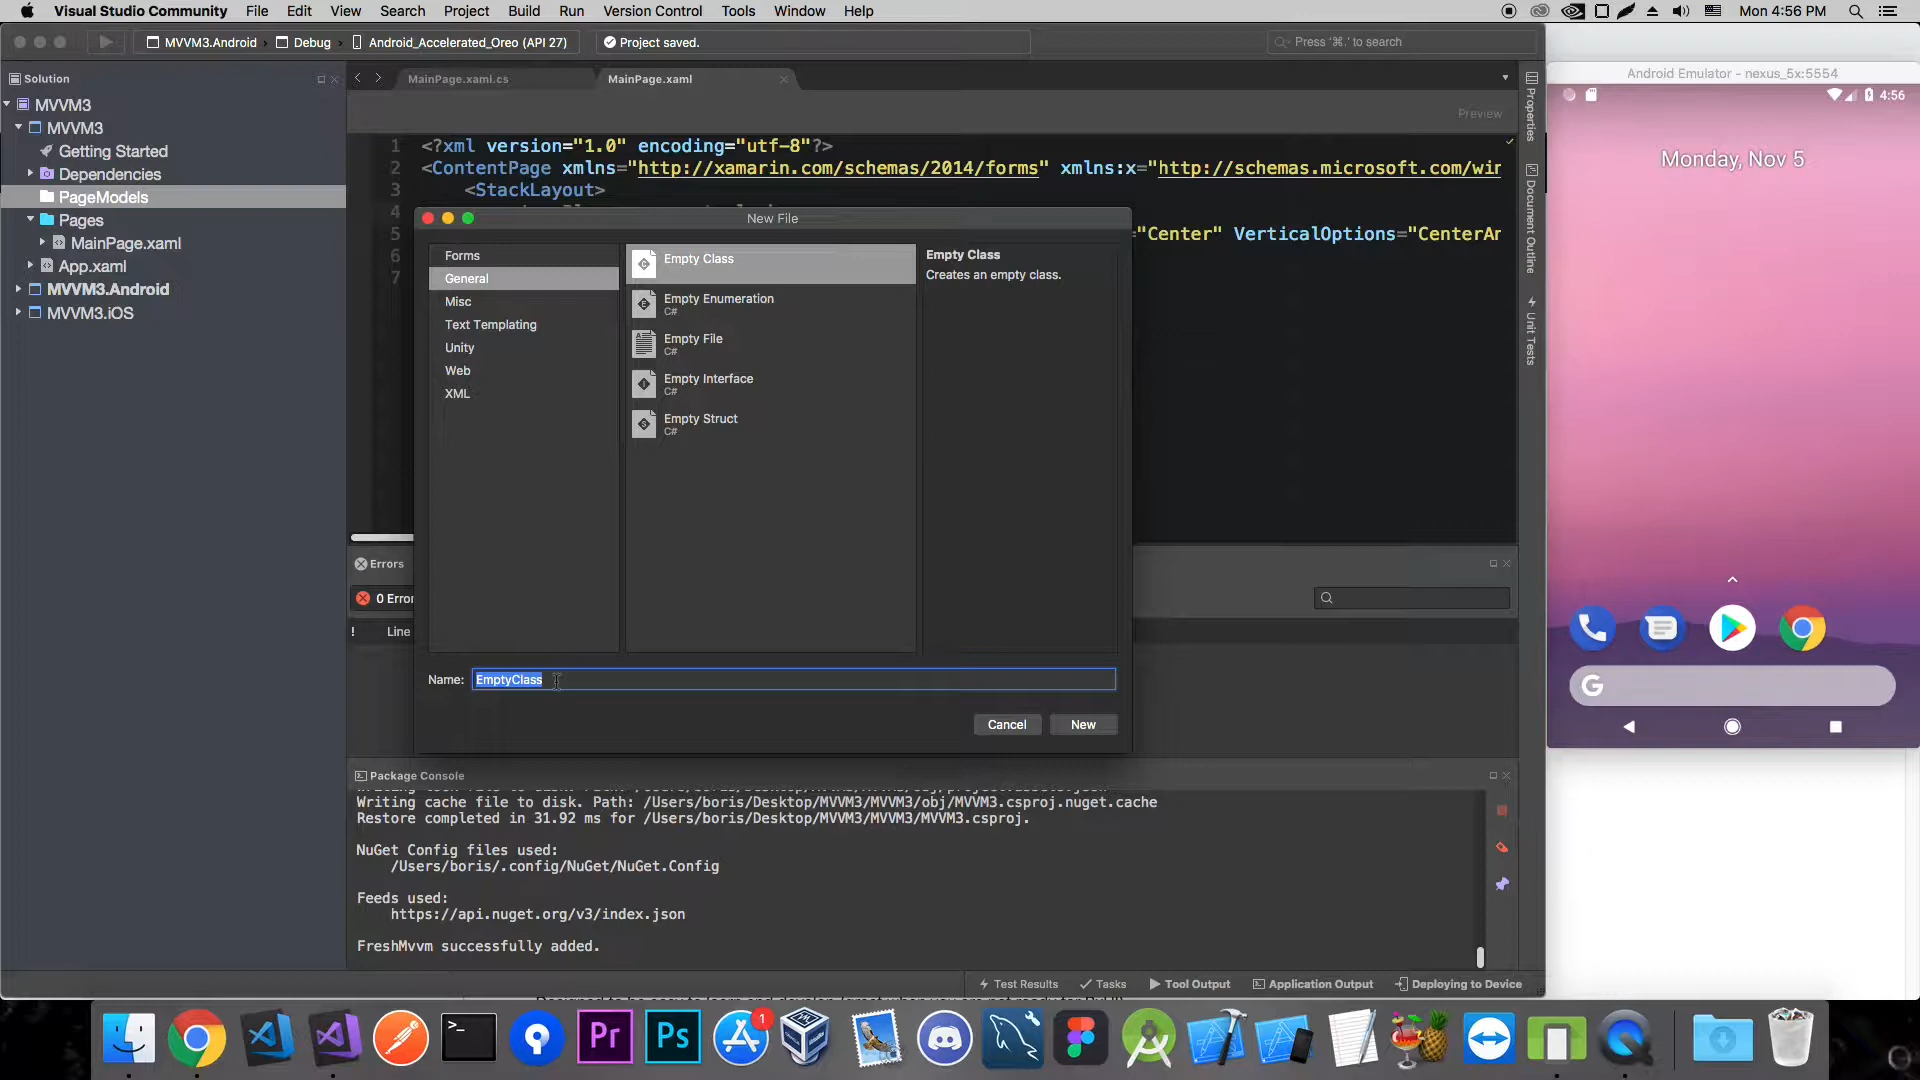 Visual Studio Community File Edit View Search Project Build Run Version Control Tools Window Help Mon 4:56 PM
MVVM3.Android Debug Android_Accelerated_Oreo (API 27) Project saved. Press '⌘.' to search
Solution
MVVM3
MVVM3
Getting Started
Dependencies
PageModels
Pages
MainPage.xaml
App.xaml
MVVM3.Android
MVVM3.iOS
MainPage.xaml.cs MainPage.xaml
Preview
1 <?xml version="1.0" encoding="utf-8"?>
2 <ContentPage xmlns="http://xamarin.com/schemas/2014/forms" xmlns:x="http://schemas.microsoft.com/win
3 <StackLayout>
4
5 ="Center" VerticalOptions="CenterAn
6
7
New File
Forms
General
Misc
Text Templating
Unity
Web
XML
Empty Class
Empty Enumeration
C#
Empty File
C#
Empty Interface
C#
Empty Struct
C#
Empty Class
Creates an empty class.
Name: EmptyClass
Cancel New
Errors
0 Error
! Line
Package Console
Writing cache file to disk. Path: /Users/boris/Desktop/MVVM3/MVVM3/obj/MVVM3.csproj.nuget.cache
Restore completed in 31.92 ms for /Users/boris/Desktop/MVVM3/MVVM3/MVVM3.csproj.
NuGet Config files used:
/Users/boris/.config/NuGet/NuGet.Config
Feeds used:
https://api.nuget.org/v3/index.json
FreshMvvm successfully added.
Test Results Tasks Tool Output Application Output Deploying to Device
Properties
Document Outline
Unit Tests
Android Emulator - nexus_5x:5554
4:56
Monday, Nov 5
G
Pr Ps 1